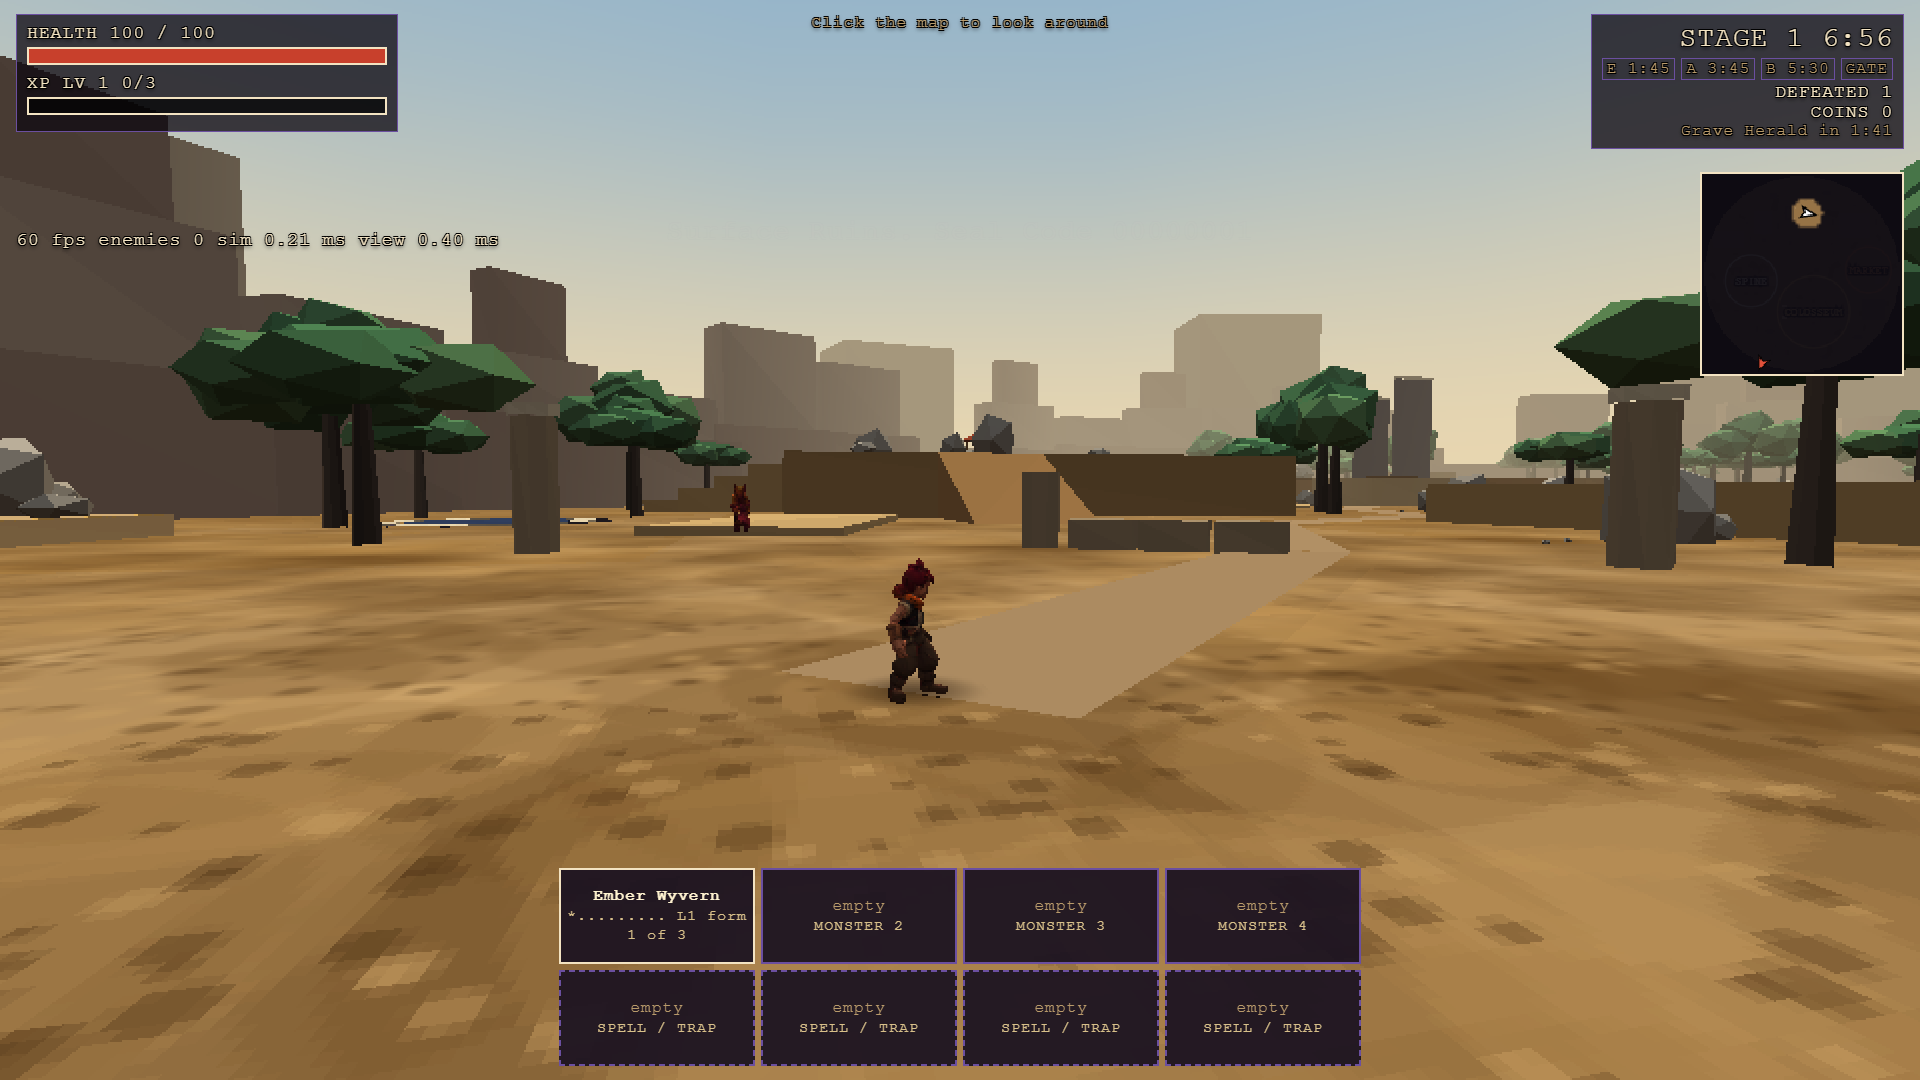 HEALTH 100 / 100
XP LV 1 0/3
Click the map to look around
STAGE 1 6:56
E 1:45 A 3:45 B 5:30 GATE
DEFEATED 1
COINS 0
Grave Herald in 1:41
60 fps enemies 0 sim 0.21 ms view 0.40 ms
Ember Wyvern
*......... L1 form
1 of 3
empty
MONSTER 2
empty
MONSTER 3
empty
MONSTER 4
empty
SPELL / TRAP
empty
SPELL / TRAP
empty
SPELL / TRAP
empty
SPELL / TRAP